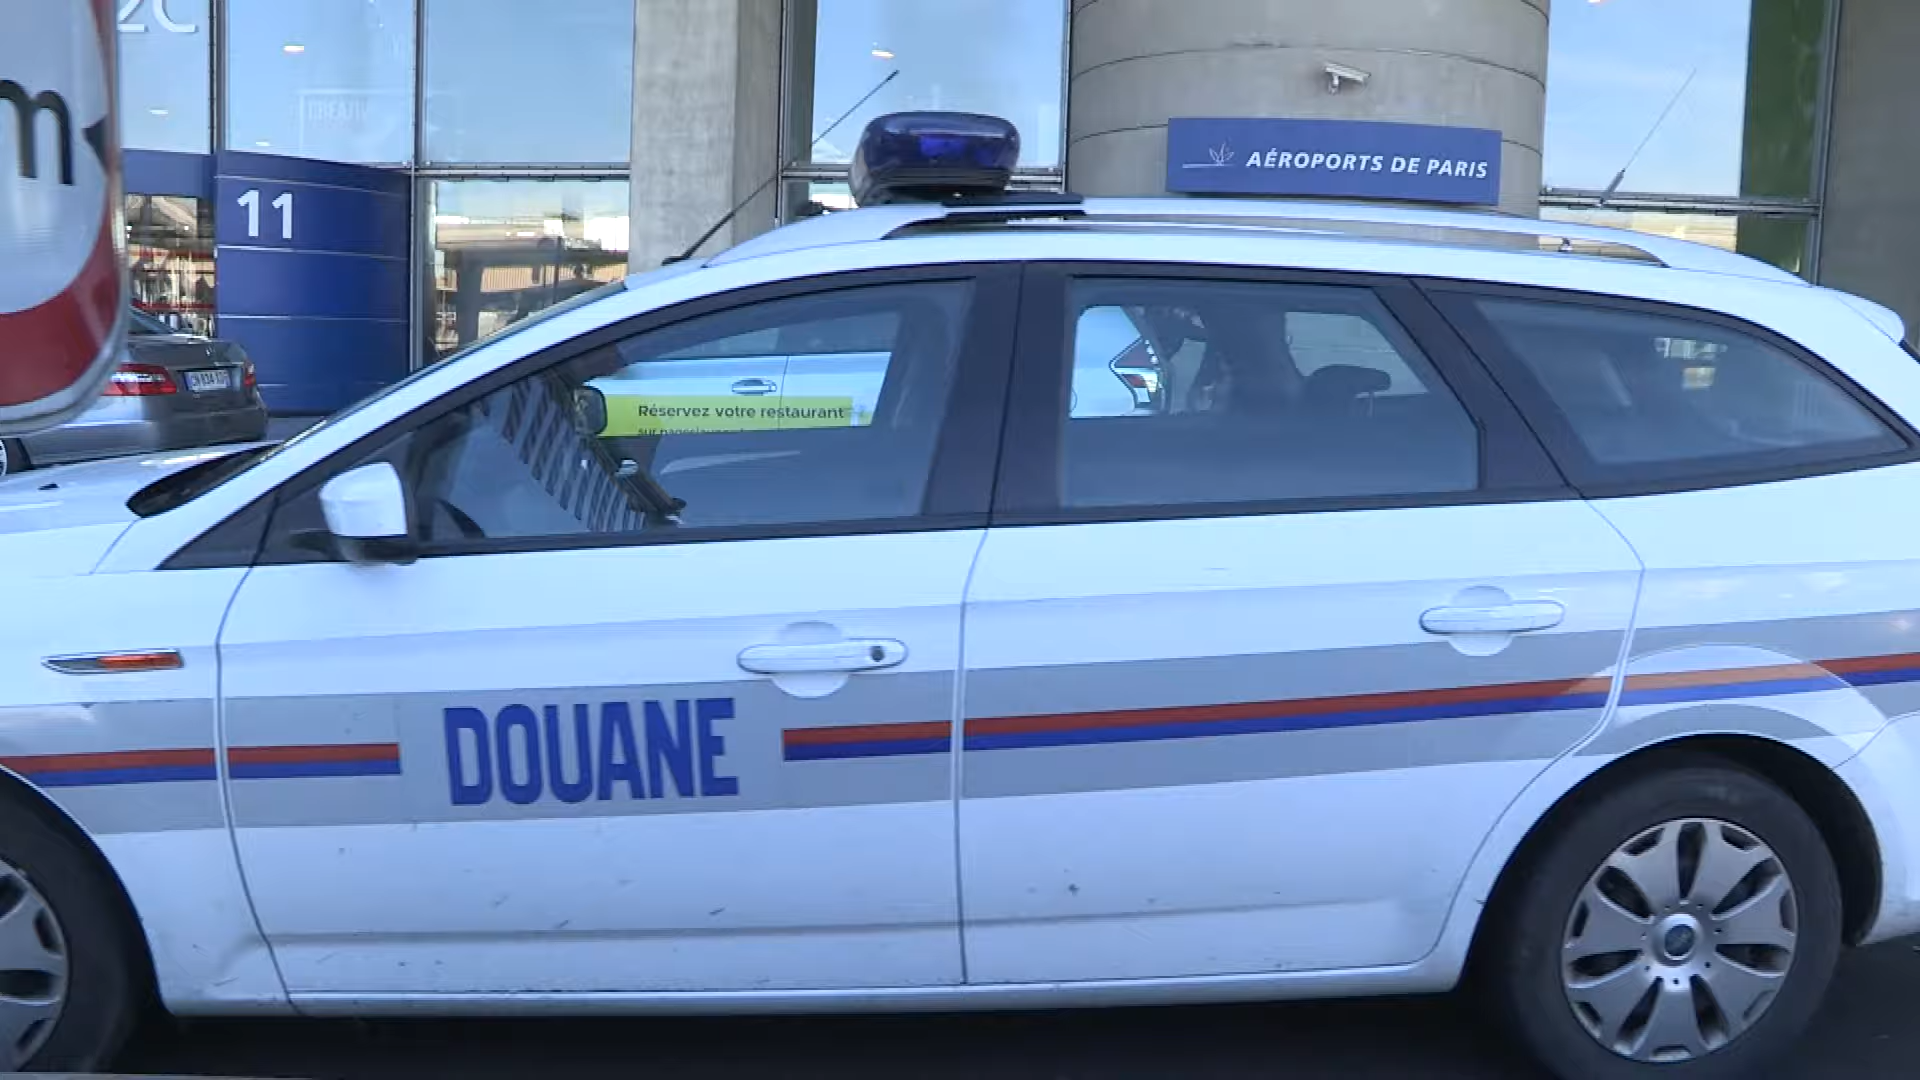 2C
m
11
AÉROPORTS DE PARIS
Réservez votre restaurant
DOUANE